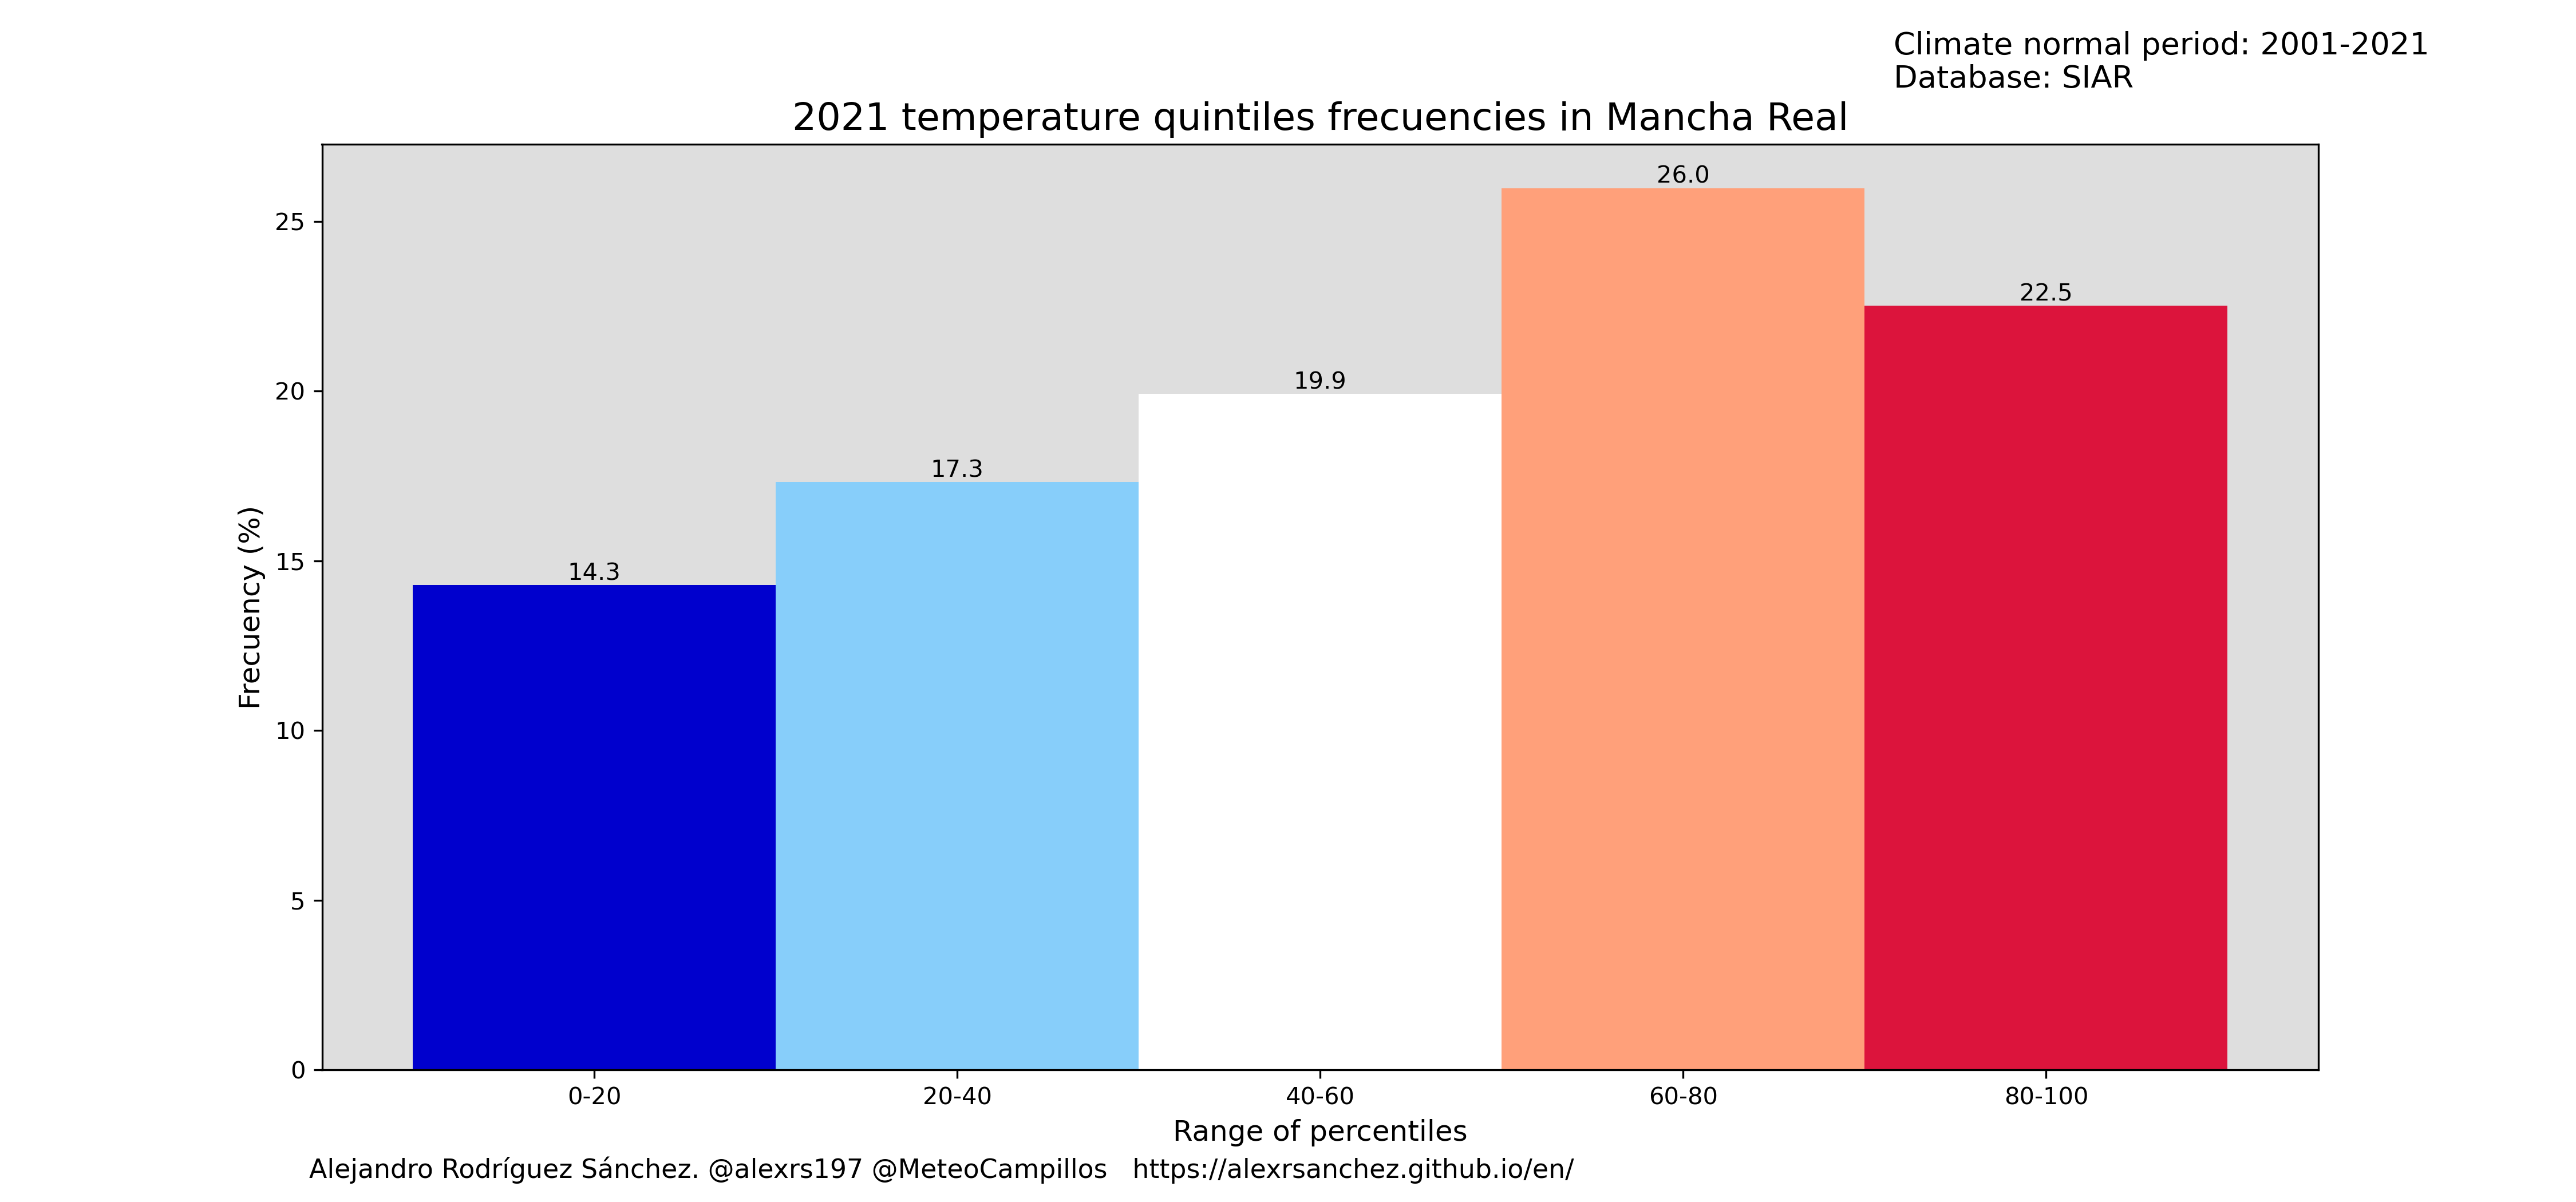 Climate normal period: 2001-2021
Database: SIAR
2021 temperature quintiles frecuencies in Mancha Real
26.0
25
22.5
20
19.9
17.3
15
14.3
Frecuency (%)
10
5
0
0-20 20-40 40-60 60-80 80-100
Range of percentiles
Alejandro Rodríguez Sánchez. @alexrs197 @MeteoCampillos https://alexrsanchez.github.io/en/